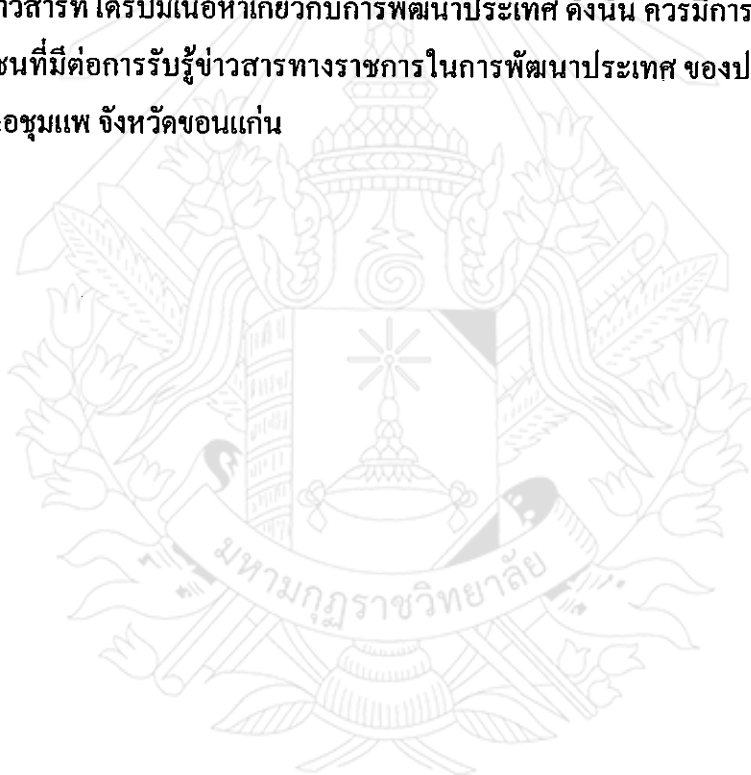 าวสารที่ได้รับมีเนื้อหาเกี่ยวกับการพัฒนาประเทศ ดังนั้น ควรมีการ
ชนที่มีต่อการรับรู้ข่าวสารทางราชการในการพัฒนาประเทศ ของป
อชุมแพ จังหวัดขอนแก่น
มหามกุฏราชวิทยาลัย